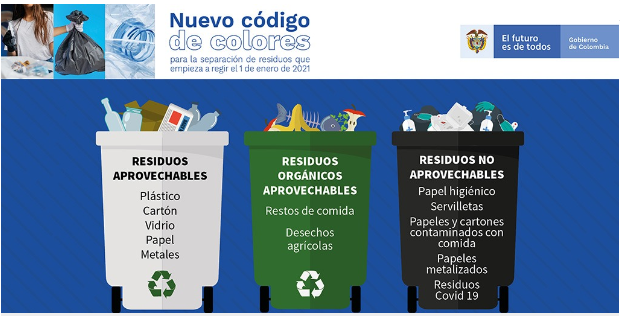 Nuevo código
de colores
para la separación de residuos que
empieza a regir el 1 de enero de 2021
El futuro
es de todos
Gobierno
de Colombia
RESIDUOS
APROVECHABLES
Plástico
Cartón
Vidrio
Papel
Metales
RESIDUOS
ORGÁNICOS
APROVECHABLES
Restos de comida
Desechos
agrícolas
RESIDUOS NO
APROVECHABLES
Papel higiénico
Servilletas
Papeles y cartones
contaminados con
comida
Papeles
metalizados
Residuos
Covid 19